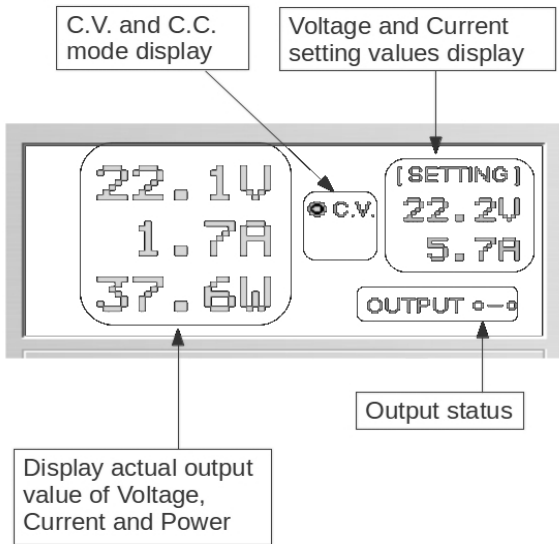 C.V. and C.C.
mode display
Voltage and Current
setting values display
22.1V
1.7A
37.6W
C.V.
[SETTING]
22.2V
5.7A
OUTPUT
Output status
Display actual output
value of Voltage,
Current and Power